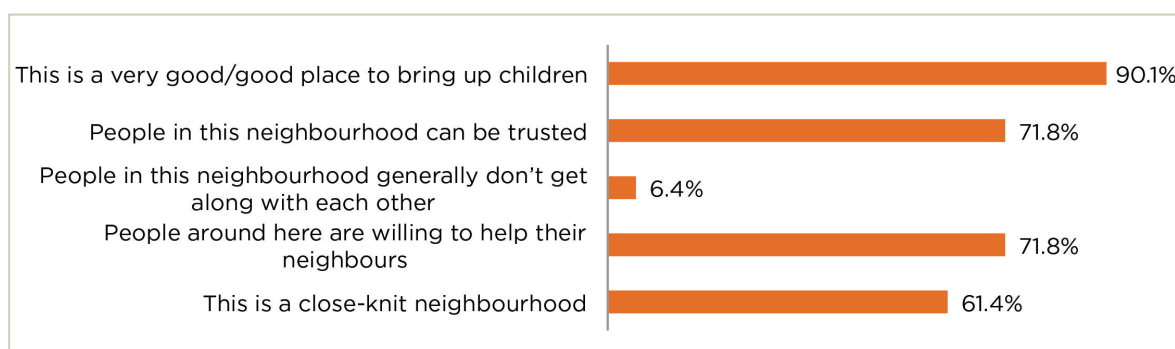 This is a very good/good place to bring up children
90.1%
People in this neighbourhood can be trusted
71.8%
People in this neighbourhood generally don’t get
along with each other
6.4%
People around here are willing to help their
neighbours
71.8%
This is a close-knit neighbourhood
61.4%